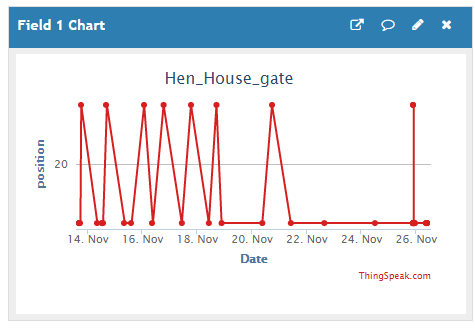 Field 1 Chart
Hen_House_gate
position
20
14. Nov 16. Nov 18. Nov 20. Nov 22. Nov 24. Nov 26. Nov
Date
ThingSpeak.com